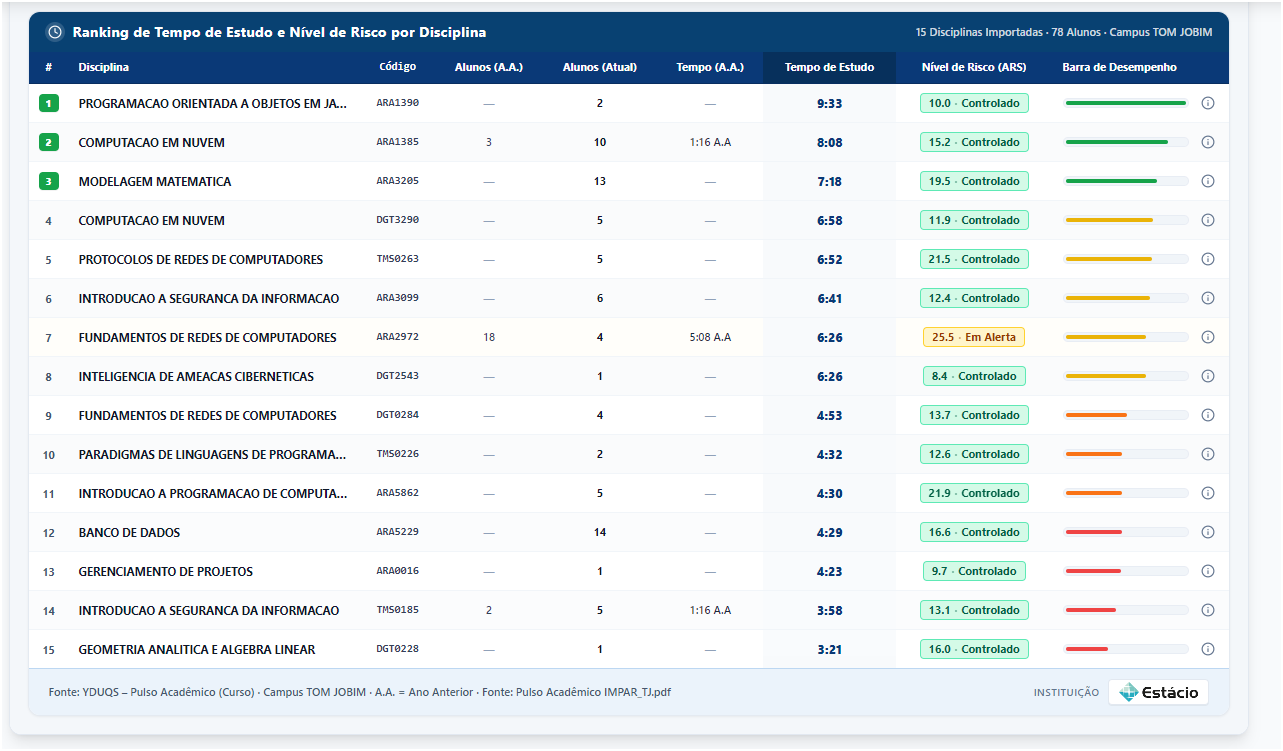 Ranking de Tempo de Estudo e Nível de Risco por Disciplina 15 Disciplinas Importadas · 78 Alunos · Campus TOM JOBIM
# Disciplina Código Alunos (A.A.) Alunos (Atual) Tempo (A.A.) Tempo de Estudo Nível de Risco (ARS) Barra de Desempenho
1 PROGRAMACAO ORIENTADA A OBJETOS EM JA... ARA1390 — 2 — 9:33 10.0 · Controlado
2 COMPUTACAO EM NUVEM ARA1385 3 10 1:16 A.A 8:08 15.2 · Controlado
3 MODELAGEM MATEMATICA ARA3205 — 13 — 7:18 19.5 · Controlado
4 COMPUTACAO EM NUVEM DGT3290 — 5 — 6:58 11.9 · Controlado
5 PROTOCOLOS DE REDES DE COMPUTADORES TMS0263 — 5 — 6:52 21.5 · Controlado
6 INTRODUCAO A SEGURANCA DA INFORMACAO ARA3099 — 6 — 6:41 12.4 · Controlado
7 FUNDAMENTOS DE REDES DE COMPUTADORES ARA2972 18 4 5:08 A.A 6:26 25.5 · Em Alerta
8 INTELIGENCIA DE AMEACAS CIBERNETICAS DGT2543 — 1 — 6:26 8.4 · Controlado
9 FUNDAMENTOS DE REDES DE COMPUTADORES DGT0284 — 4 — 4:53 13.7 · Controlado
10 PARADIGMAS DE LINGUAGENS DE PROGRAMA... TMS0226 — 2 — 4:32 12.6 · Controlado
11 INTRODUCAO A PROGRAMACAO DE COMPUTA... ARA5862 — 5 — 4:30 21.9 · Controlado
12 BANCO DE DADOS ARA5229 — 14 — 4:29 16.6 · Controlado
13 GERENCIAMENTO DE PROJETOS ARA0016 — 1 — 4:23 9.7 · Controlado
14 INTRODUCAO A SEGURANCA DA INFORMACAO TMS0185 2 5 1:16 A.A 3:58 13.1 · Controlado
15 GEOMETRIA ANALITICA E ALGEBRA LINEAR DGT0228 — 1 — 3:21 16.0 · Controlado
Fonte: YDUQS – Pulso Acadêmico (Curso) · Campus TOM JOBIM · A.A. = Ano Anterior · Fonte: Pulso Acadêmico IMPAR_TJ.pdf INSTITUIÇÃO Estácio